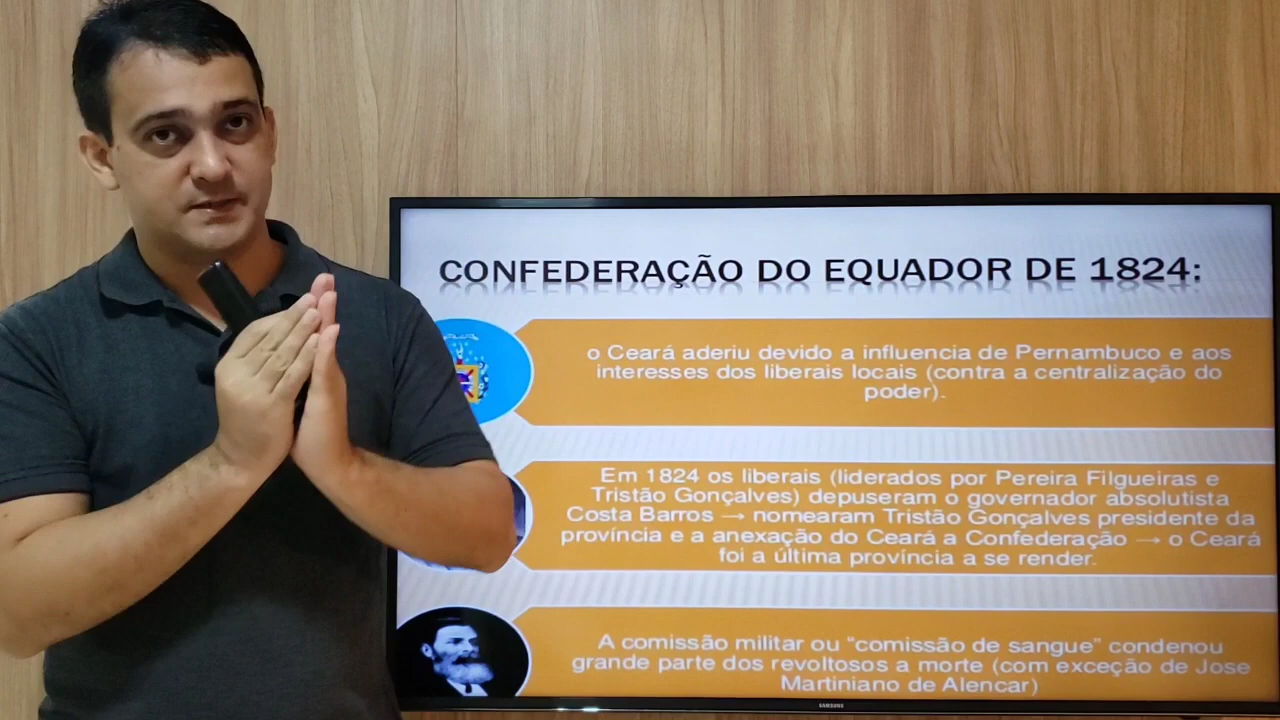 CONFEDERAÇÃO DO EQUADOR DE 1824:
o Ceará aderiu devido a influencia de Pernambuco e aos
interesses dos liberais locais (contra a centralização do
poder).
Em 1824 os liberais (liderados por Pereira Filgueiras e
Tristão Gonçalves) depuseram o governador absolutista
Costa Barros → nomearam Tristão Gonçalves presidente da
província e a anexação do Ceará a Confederação → o Ceará
foi a última província a se render.
A comissão militar ou “comissão de sangue” condenou
grande parte dos revoltosos a morte (com exceção de Jose
Martiniano de Alencar)
SAMSUNG